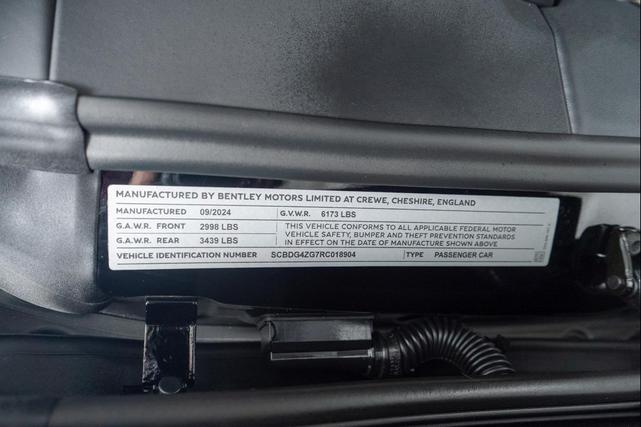 MANUFACTURED BY BENTLEY MOTORS LIMITED AT CREWE, CHESHIRE, ENGLAND
MANUFACTURED 09/2024 G.V.W.R. 6173 LBS
G.A.W.R. FRONT 2998 LBS
G.A.W.R. REAR 3439 LBS
THIS VEHICLE CONFORMS TO ALL APPLICABLE FEDERAL MOTOR
VEHICLE SAFETY, BUMPER AND THEFT PREVENTION STANDARDS
IN EFFECT ON THE DATE OF MANUFACTURE SHOWN ABOVE
VEHICLE IDENTIFICATION NUMBER SCBDG4ZG7RC018904 TYPE PASSENGER CAR